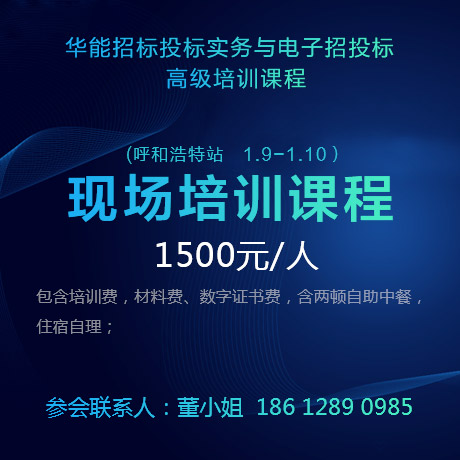 华能招标投标实务与电子招投标
高级培训课程
(呼和浩特站 1.9-1.10）
现场培训课程
1500元/人
包含培训费，材料费、数字证书费，含两顿自助中餐，
住宿自理；
参会联系人：董小姐 186 1289 0985